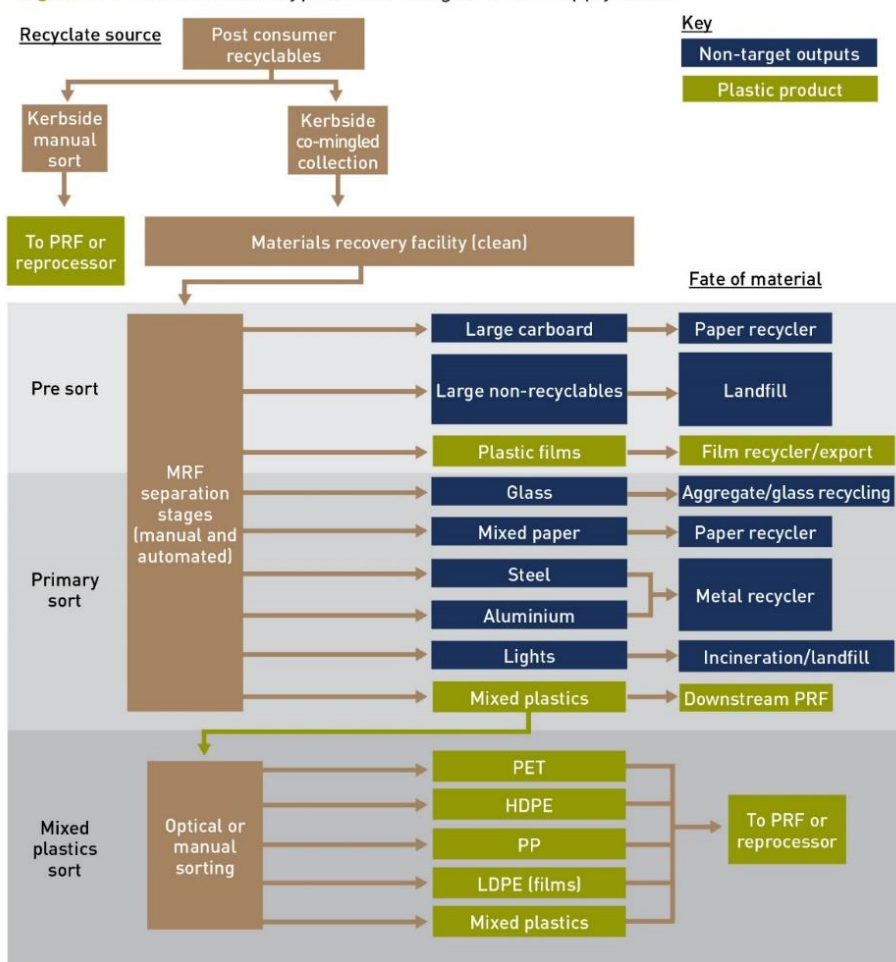 Recyclate source
Post consumer
recyclables
Key
Non-target outputs
Plastic product
Kerbside
manual
sort
Kerbside
co-mingled
collection
To PRF or
reprocessor
Materials recovery facility (clean)
Fate of material
Pre sort
MRF
separation
stages
(manual and
automated)
Large carboard
Paper recycler
Large non-recyclables
Landfill
Plastic films
Film recycler/export
Primary
sort
Glass
Aggregate/glass recycling
Mixed paper
Paper recycler
Steel
Aluminium
Metal recycler
Lights
Incineration/landfill
Mixed plastics
Downstream PRF
Mixed
plastics
sort
Optical or
manual
sorting
PET
HDPE
PP
LDPE (films)
Mixed plastics
To PRF or
reprocessor